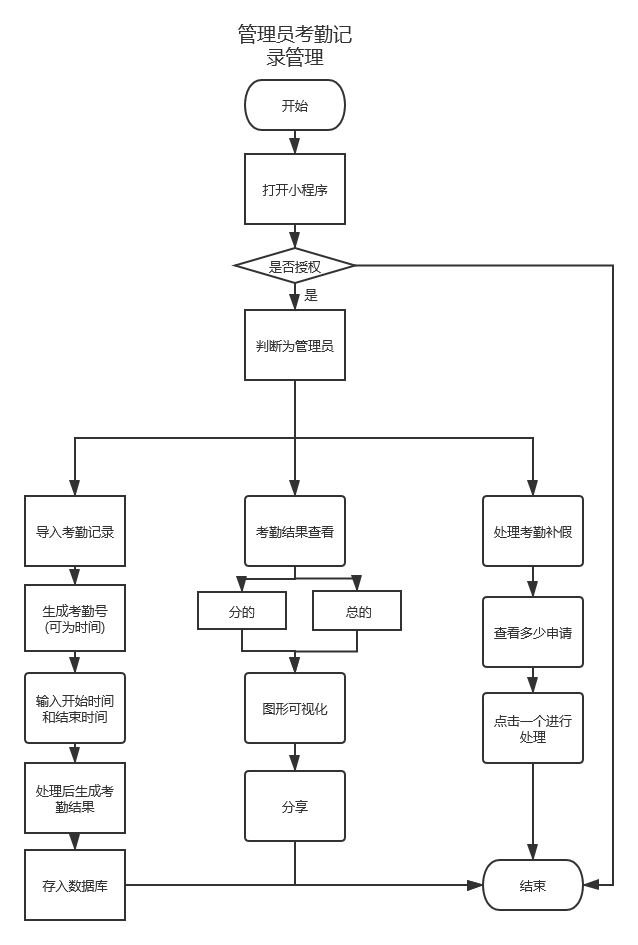 管理员考勤记
录管理
开始
打开小程序
是否授权
是
判断为管理员
导入考勤记录
考勤结果查看
处理考勤补假
生成考勤号
(可为时间)
分的
总的
查看多少申请
输入开始时间
和结束时间
图形可视化
点击一个进行
处理
处理后生成考
勤结果
分享
存入数据库
结束